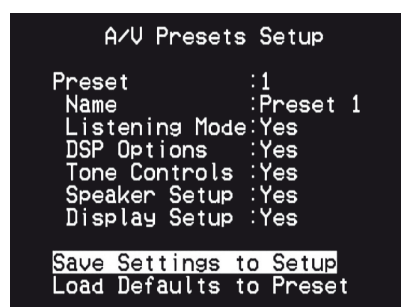 A/V Presets Setup
Preset :1
Name :Preset 1
Listening Mode:Yes
DSP Options :Yes
Tone Controls :Yes
Speaker Setup :Yes
Display Setup :Yes
Save Settings to Setup
Load Defaults to Preset